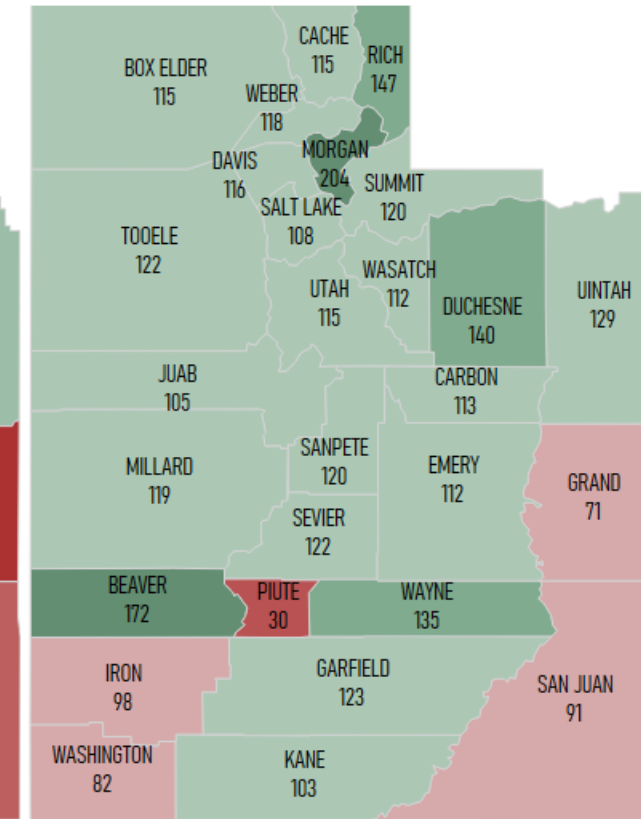 CACHE
115
RICH
147
BOX ELDER
115
WEBER
118
MORGAN
204
DAVIS
116
SUMMIT
120
SALT LAKE
108
TOOELE
122
WASATCH
112
UTAH
115
DUCHESNE
140
UINTAH
129
JUAB
105
CARBON
113
SANPETE
120
MILLARD
119
EMERY
112
GRAND
71
SEVIER
122
BEAVER
172
PIUTE
30
WAYNE
135
IRON
98
GARFIELD
123
SAN JUAN
91
WASHINGTON
82
KANE
103